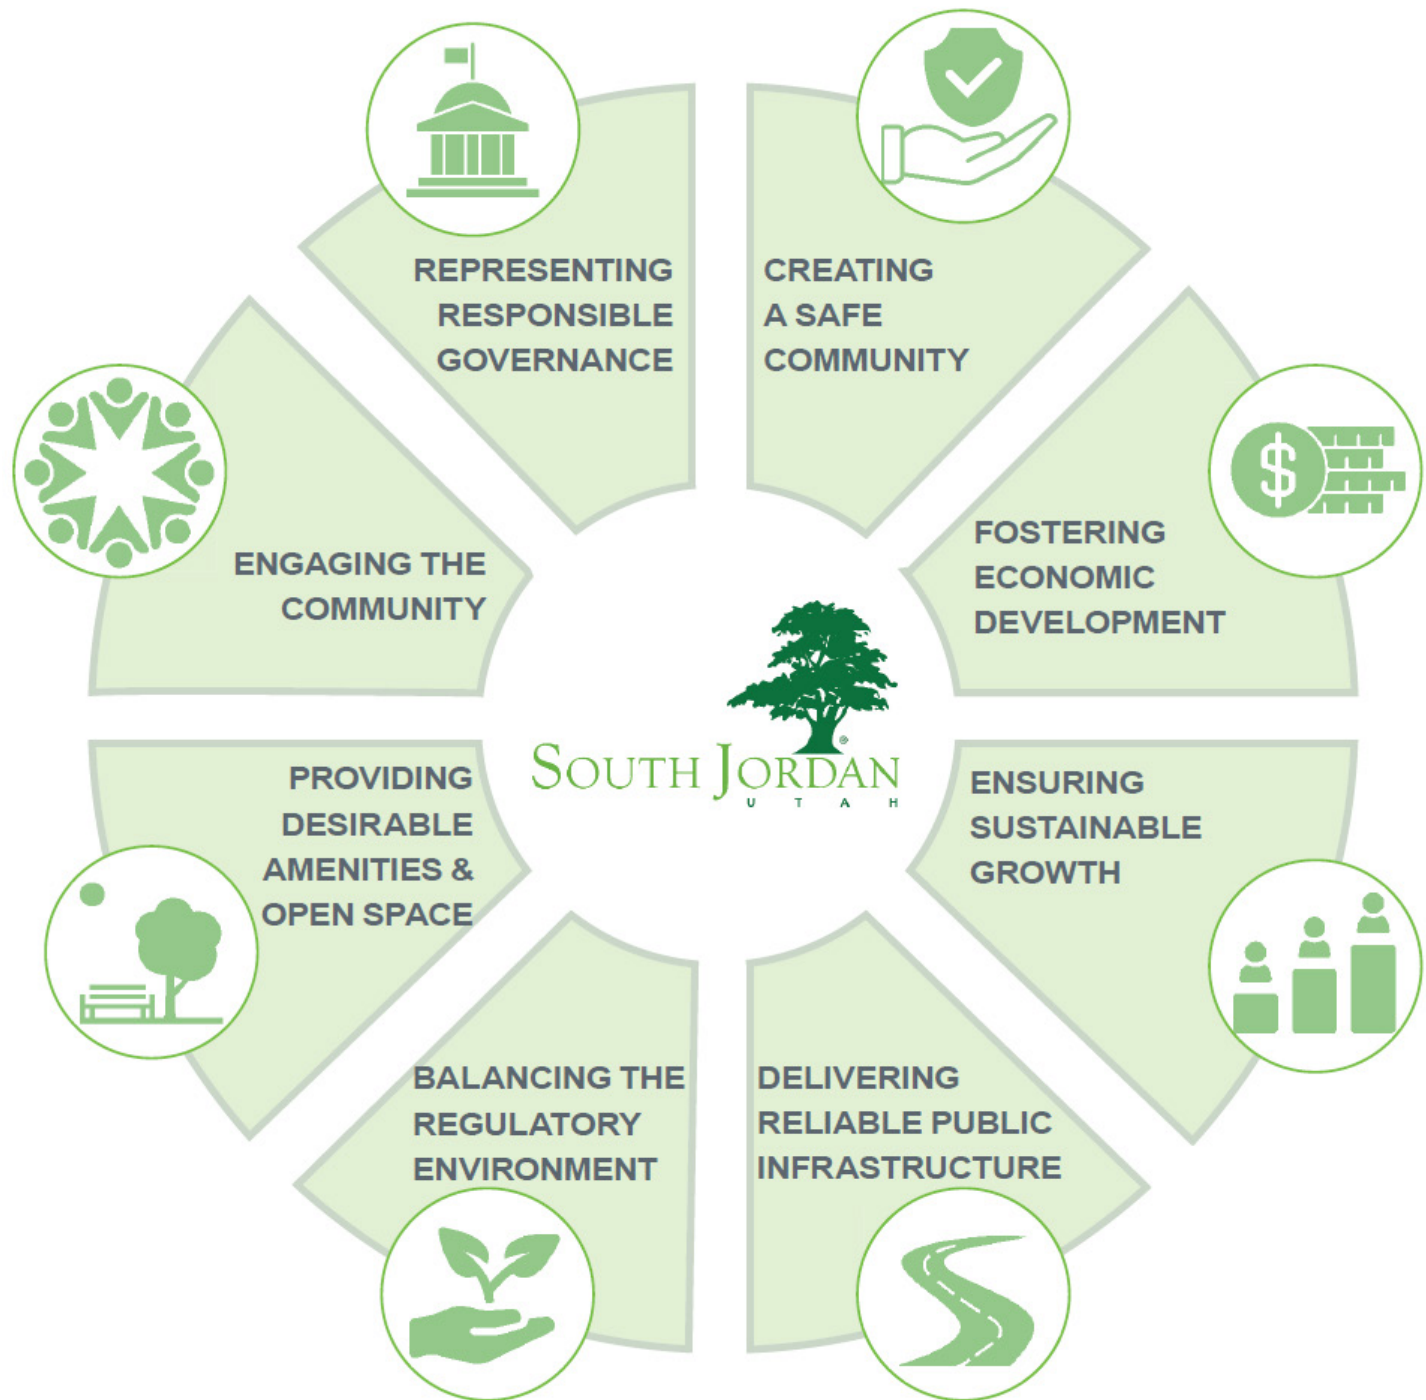 REPRESENTING
RESPONSIBLE
GOVERNANCE
CREATING
A SAFE
COMMUNITY
$
FOSTERING
ECONOMIC
DEVELOPMENT
ENGAGING THE
COMMUNITY
®
SOUTH JORDAN
UTAH
PROVIDING
DESIRABLE
AMENITIES &
OPEN SPACE
ENSURING
SUSTAINABLE
GROWTH
BALANCING THE
REGULATORY
ENVIRONMENT
DELIVERING
RELIABLE PUBLIC
INFRASTRUCTURE